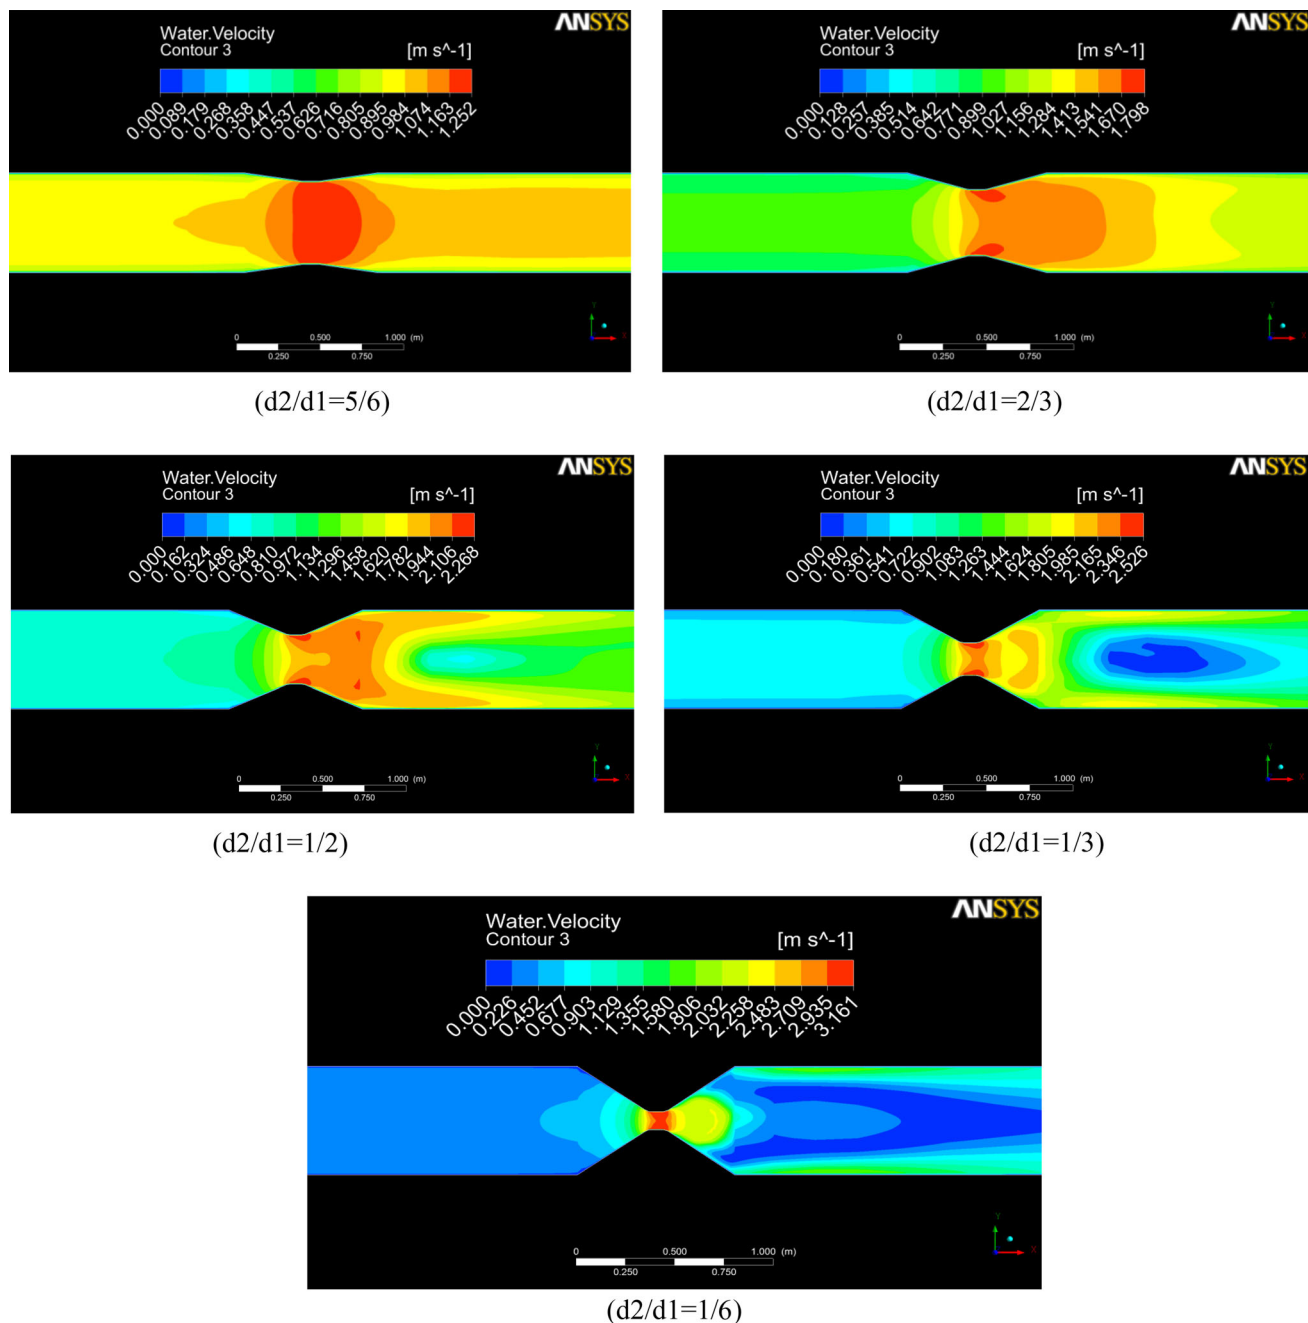 ANSYS
Water.Velocity
Contour 3 [m s^-1]
0.000 0.089 0.179 0.268 0.358 0.447 0.537 0.626 0.716 0.805 0.895 0.984 1.074 1.163 1.252
0 0.500 1.000 (m)
0.250 0.750
Y
X
(d2/d1=5/6)
ANSYS
Water.Velocity
Contour 3 [m s^-1]
0.000 0.128 0.257 0.385 0.514 0.642 0.771 0.899 1.027 1.156 1.284 1.413 1.541 1.670 1.798
0 0.500 1.000 (m)
0.250 0.750
Y
X
(d2/d1=2/3)
ANSYS
Water.Velocity
Contour 3 [m s^-1]
0.000 0.162 0.324 0.486 0.648 0.810 0.972 1.134 1.296 1.458 1.620 1.782 1.944 2.106 2.268
0 0.500 1.000 (m)
0.250 0.750
Y
X
(d2/d1=1/2)
ANSYS
Water.Velocity
Contour 3 [m s^-1]
0.000 0.180 0.361 0.541 0.722 0.902 1.083 1.263 1.444 1.624 1.805 1.985 2.165 2.346 2.526
0 0.500 1.000 (m)
0.250 0.750
Y
X
(d2/d1=1/3)
ANSYS
Water.Velocity
Contour 3 [m s^-1]
0.000 0.226 0.452 0.677 0.903 1.129 1.355 1.580 1.806 2.032 2.258 2.483 2.709 2.935 3.161
0 0.500 1.000 (m)
0.250 0.750
Y
X
(d2/d1=1/6)